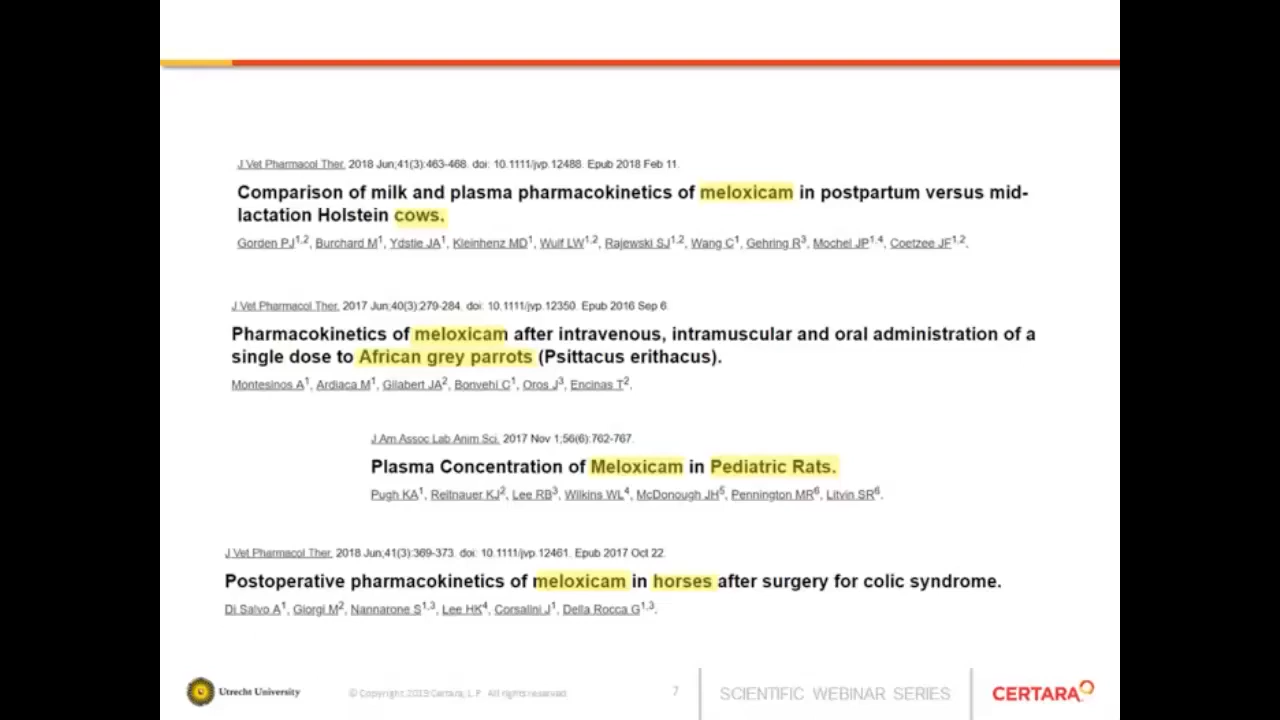 J Vet Pharmacol Ther. 2018 Jun;41(3):463-468. doi: 10.1111/jvp.12488. Epub 2018 Feb 11.
Comparison of milk and plasma pharmacokinetics of meloxicam in postpartum versus mid-
lactation Holstein cows.
Gorden PJ1,2, Burchard M1, Ydstie JA1, Kleinhenz MD1, Wulf LW1,2, Rajewski SJ1,2, Wang C1, Gehring R3, Mochel JP1,4, Coetzee JF1,2.
J Vet Pharmacol Ther. 2017 Jun;40(3):279-284. doi: 10.1111/jvp.12350. Epub 2016 Sep 6.
Pharmacokinetics of meloxicam after intravenous, intramuscular and oral administration of a
single dose to African grey parrots (Psittacus erithacus).
Montesinos A1, Ardiaca M1, Gilabert JA2, Bonvehi C1, Oros J3, Encinas T2.
J Am Assoc Lab Anim Sci. 2017 Nov 1;56(6):762-767.
Plasma Concentration of Meloxicam in Pediatric Rats.
Pugh KA1, Reitnauer KJ2, Lee RB3, Wilkins WL4, McDonough JH5, Pennington MR6, Litvin SR6.
J Vet Pharmacol Ther. 2018 Jun;41(3):369-373. doi: 10.1111/jvp.12461. Epub 2017 Oct 22.
Postoperative pharmacokinetics of meloxicam in horses after surgery for colic syndrome.
Di Salvo A1, Giorgi M2, Nannarone S1,3, Lee HK4, Corsalini J1, Della Rocca G1,3.
Utrecht University
© Copyright 2019 Certara, L.P. All rights reserved.
7
SCIENTIFIC WEBINAR SERIES
CERTARA